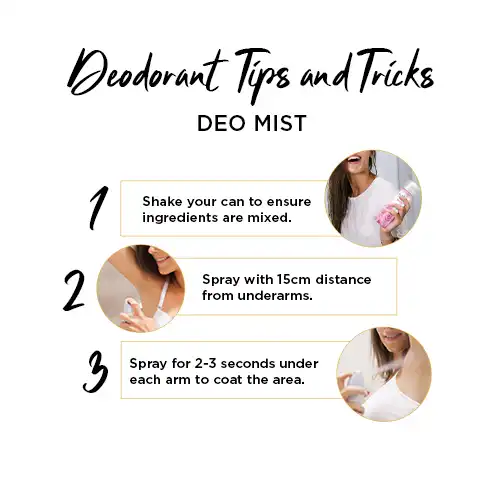 Deodorant Tips and Tricks
DEO MIST
1
Shake your can to ensure
ingredients are mixed.
2
Spray with 15cm distance
from underarms.
3
Spray for 2-3 seconds under
each arm to coat the area.